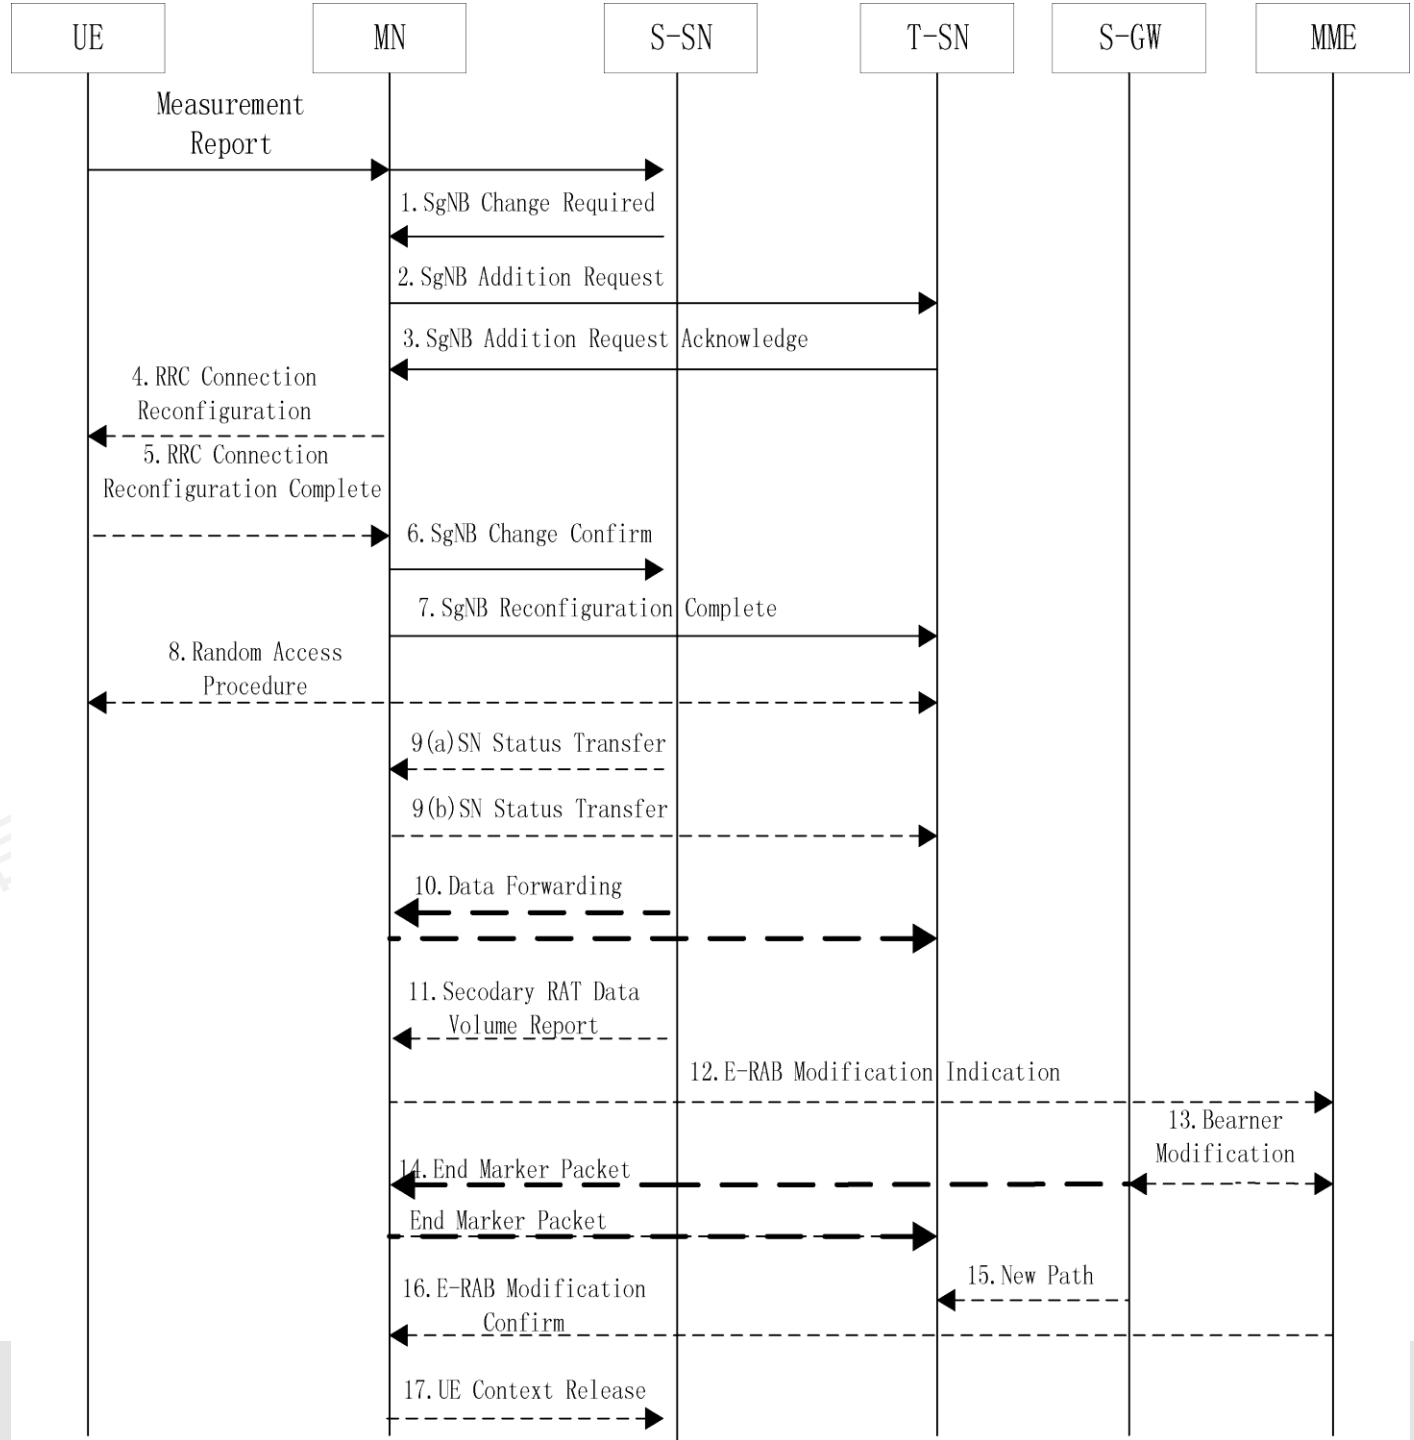 UE MN S-SN T-SN S-GW MME
Measurement
Report
1.SgNB Change Required
2.SgNB Addition Request
3.SgNB Addition Request Acknowledge
4.RRC Connection
Reconfiguration
5.RRC Connection
Reconfiguration Complete
6.SgNB Change Confirm
7.SgNB Reconfiguration Complete
8.Random Access
Procedure
9(a)SN Status Transfer
9(b)SN Status Transfer
10.Data Forwarding
11.Secodary RAT Data
Volume Report
12.E-RAB Modification Indication
13.Bearner
Modification
14.End Marker Packet
End Marker Packet
15.New Path
16.E-RAB Modification
Confirm
17.UE Context Release